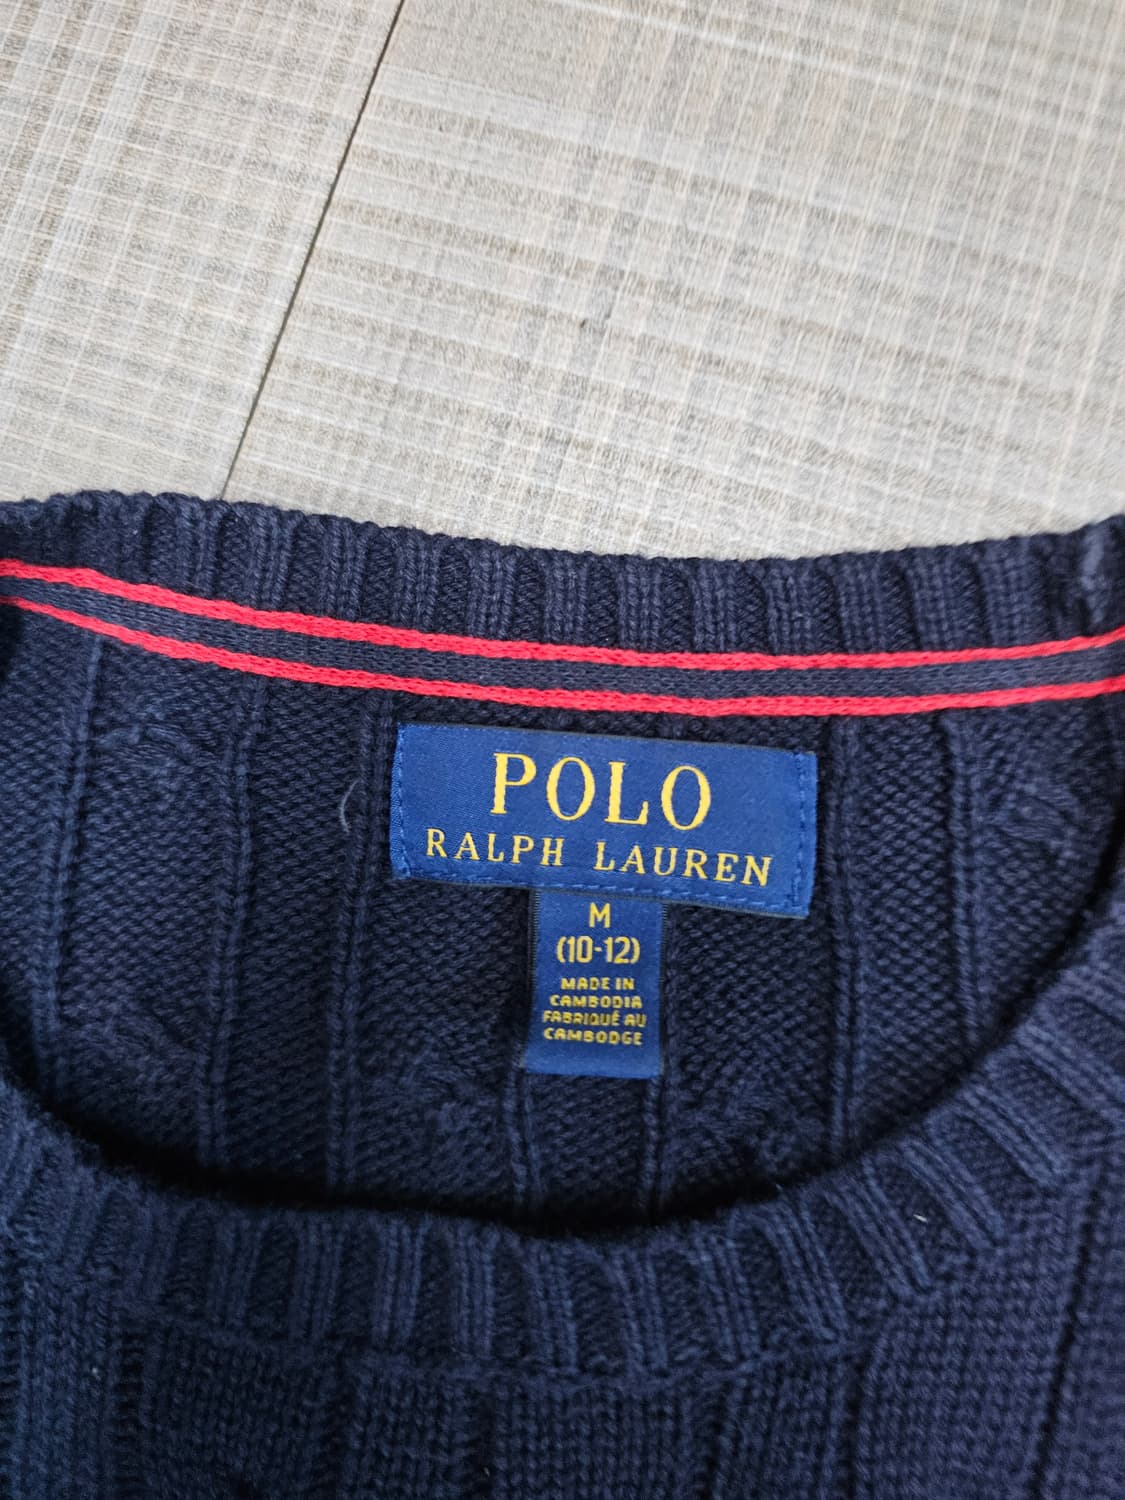 POLO
RALPH LAUREN
M
(10-12)
MADE IN
CAMBODIA
FABRIQUÉ AU
CAMBODGE